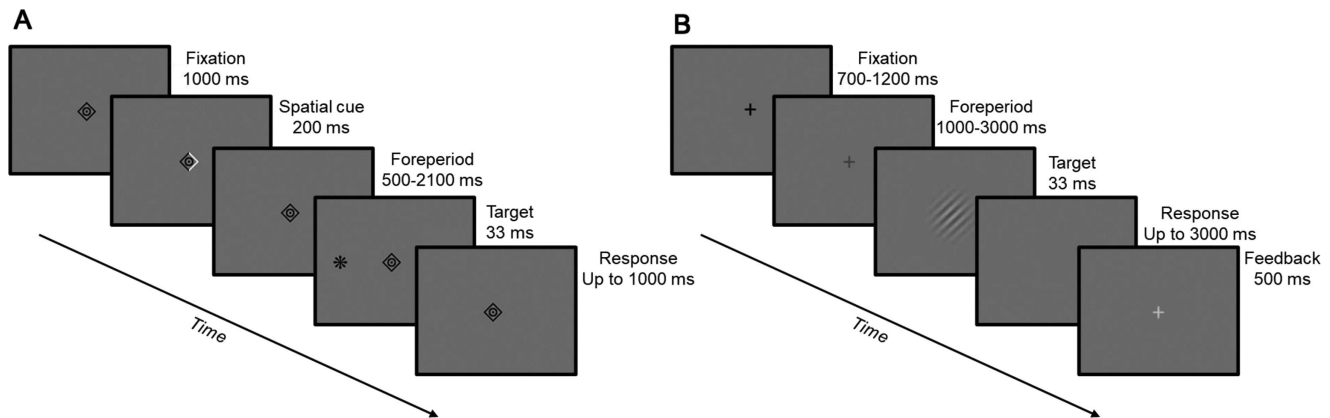 A
Fixation
1000 ms
Spatial cue
200 ms
Foreperiod
500-2100 ms
Target
33 ms
Response
Up to 1000 ms
Time
B
Fixation
700-1200 ms
Foreperiod
1000-3000 ms
Target
33 ms
Response
Up to 3000 ms
Feedback
500 ms
Time